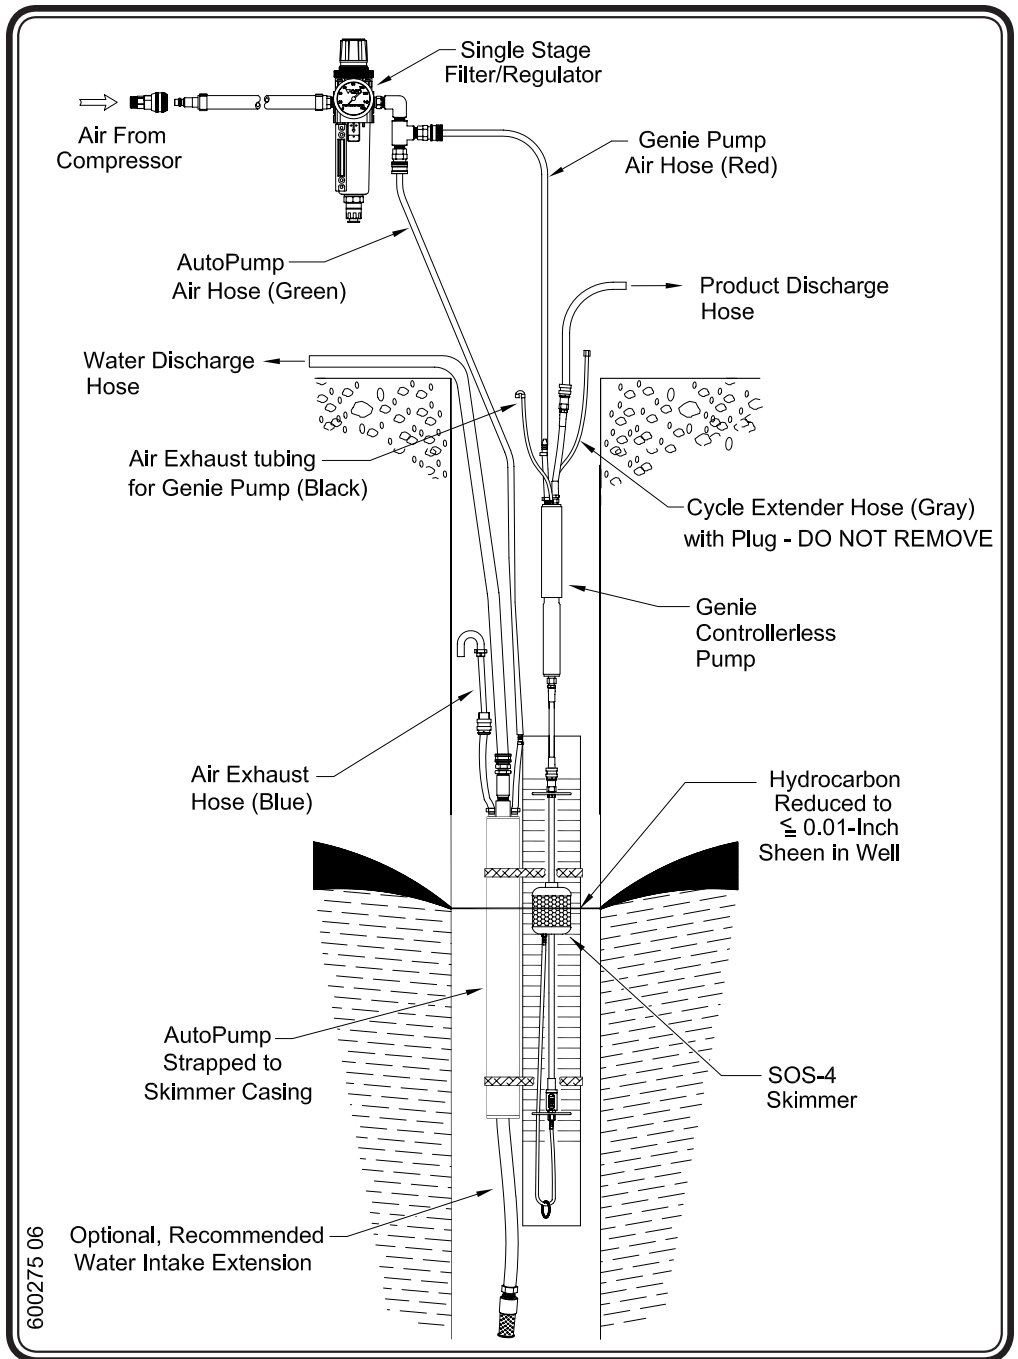 Single Stage
Filter/Regulator
Air From
Compressor
Genie Pump
Air Hose (Red)
AutoPump
Air Hose (Green)
Product Discharge
Hose
Water Discharge
Hose
Air Exhaust tubing
for Genie Pump (Black)
Cycle Extender Hose (Gray)
with Plug - DO NOT REMOVE
Genie
Controllerless
Pump
Air Exhaust
Hose (Blue)
Hydrocarbon
Reduced to
≦ 0.01-Inch
Sheen in Well
AutoPump
Strapped to
Skimmer Casing
SOS-4
Skimmer
Optional, Recommended
Water Intake Extension
600275 06